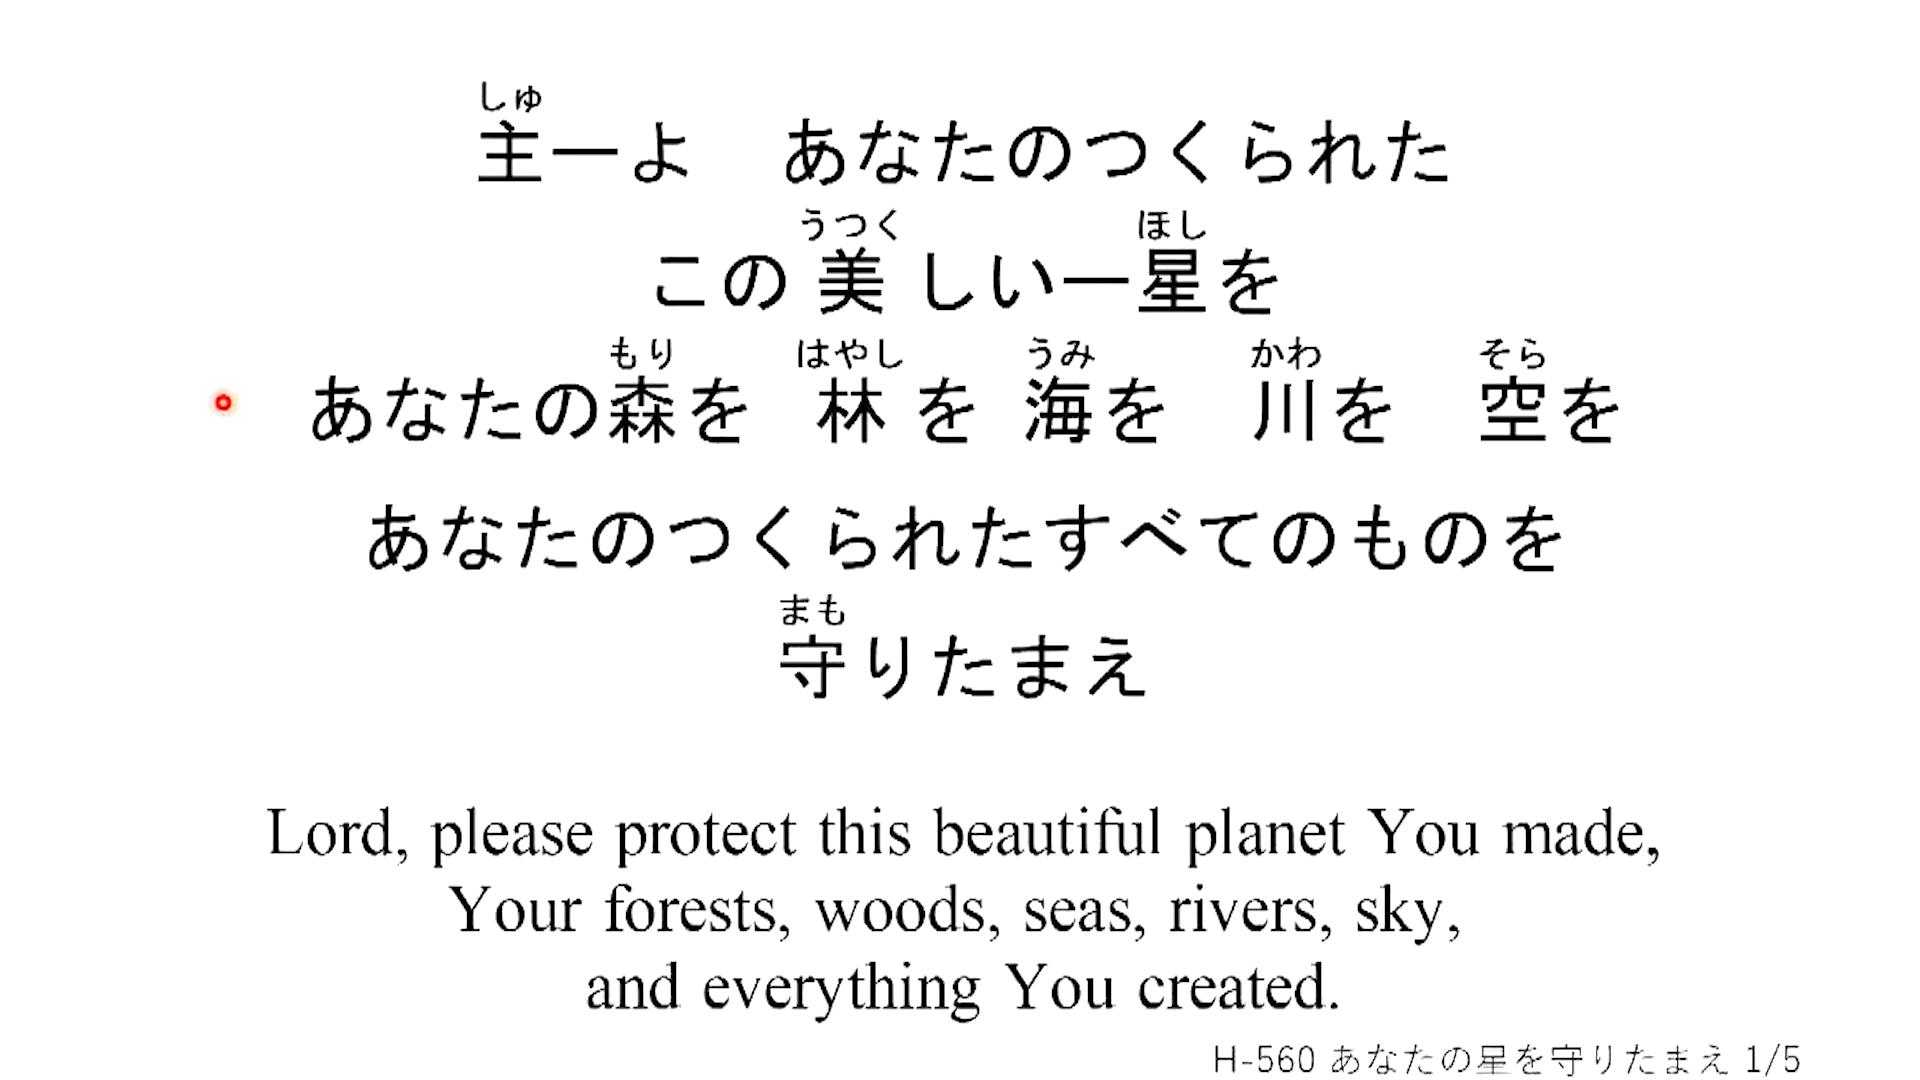 しゅ
主ーよ　あなたのつくられた
うつく ほし
この美しいー星を
もり はやし うみ かわ そら
あなたの森を　林を　海を　川を　空を
あなたのつくられたすべてのものを
まも
守りたまえ
Lord, please protect this beautiful planet You made,
Your forests, woods, seas, rivers, sky,
and everything You created.
H-560 あなたの星を守りたまえ 1/5